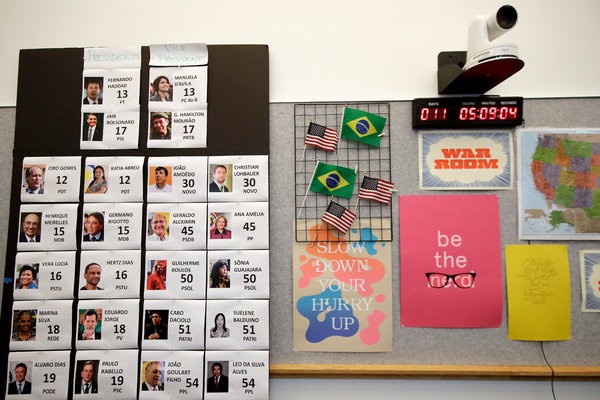 PRESIDENT
VICE
PRESIDENT
FERNANDO
HADDAD
13
PT
MANUELA
D'AVILA
13
PC do B
JAIR BOLSONARO
17
PSL
G. HAMILTON
MOURÃO
17
PRTB
CIRO GOMES
12
PDT
KATIA ABREU
12
PDT
JOÃO
AMOÊDO
30
NOVO
CHRISTIAN
LOHBAUER
30
NOVO
HENRIQUE
MEIRELLES
15
MDB
GERMANO
RIGOTTO
15
MDB
GERALDO
ALCKIMIN
45
PSDB
ANA AMÉLIA
45
PP
VERA LUCIA
16
PSTU
HERTZ DIAS
16
PSTU
GUILHERME
BOULOS
50
PSOL
SÔNIA
GUAJAJARA
50
PSOL
MARINA
SILVA
18
REDE
EDUARDO
JORGE
18
PV
CABO
DACIOLO
51
PATRI
SUELENE
BALDUINO
51
PATRI
ALVARO DIAS
19
PODE
PAULO
RABELLO
19
PSC
JOÃO
GOULART
FILHO
54
PPL
LEO DA SILVA
ALVES
54
PPL
SLOW
DOWN YOUR
HURRY UP
DAYS HOURS MINUTES SECONDS
011 05:09:04
WAR
ROOM
be
the
nerd.